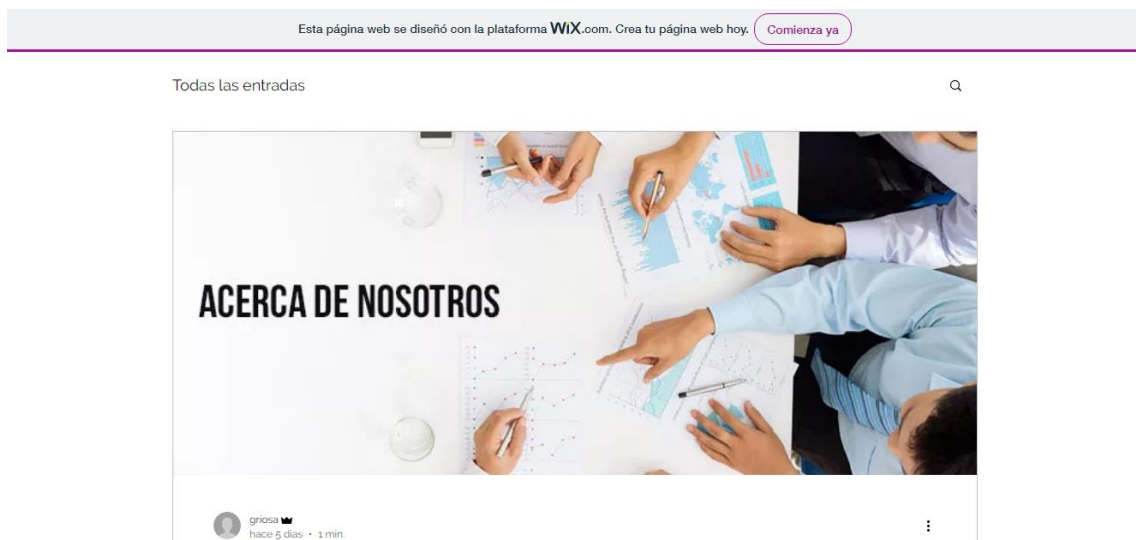 Esta página web se diseñó con la plataforma WiX.com. Crea tu página web hoy. Comienza ya
Todas las entradas
ACERCA DE NOSOTROS
griosa
hace 5 días · 1 min.